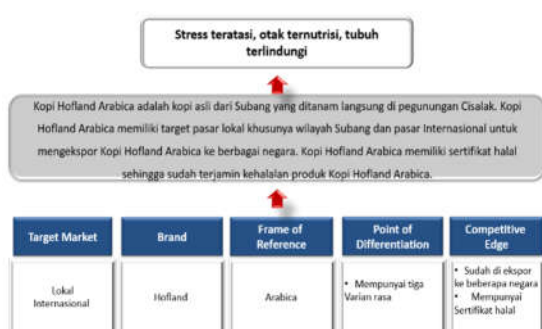 Stress teratasi, otak ternutrisi, tubuh
terlindungi
Kopi Hofland Arabica adalah kopi asli dari Subang yang ditanam langsung di pegunungan Cisalak. Kopi
Hofland Arabica memiliki target pasar lokal khusunya wilayah Subang dan pasar Internasional untuk
mengekspor Kopi Hofland Arabica ke berbagai negara. Kopi Hofland Arabica memiliki sertifikat halal
sehingga sudah terjamin kehalalan produk Kopi Hofland Arabica.
Target Market
Brand
Frame of
Reference
Point of
Differentiation
Competitive
Edge
Lokal
Internasional
Hofland
Arabica
• Mempunyai tiga
Varian rasa
• Sudah di ekspor
ke beberapa negara
• Mempunyai
Sertifikat halal